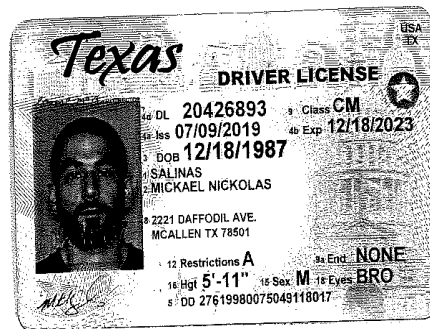 USA
TX
Texas
DRIVER LICENSE
4d DL 20426893 9 Class CM
4a Iss 07/09/2019 4b Exp 12/18/2023
3 DOB 12/18/1987
1 SALINAS
2 MICKAEL NICKOLAS
8 2221 DAFFODIL AVE.
MCALLEN TX 78501
12 Restrictions A 9a End NONE
16 Hgt 5'-11" 15 Sex M 18 Eyes BRO
5 DD 27619980075049118017